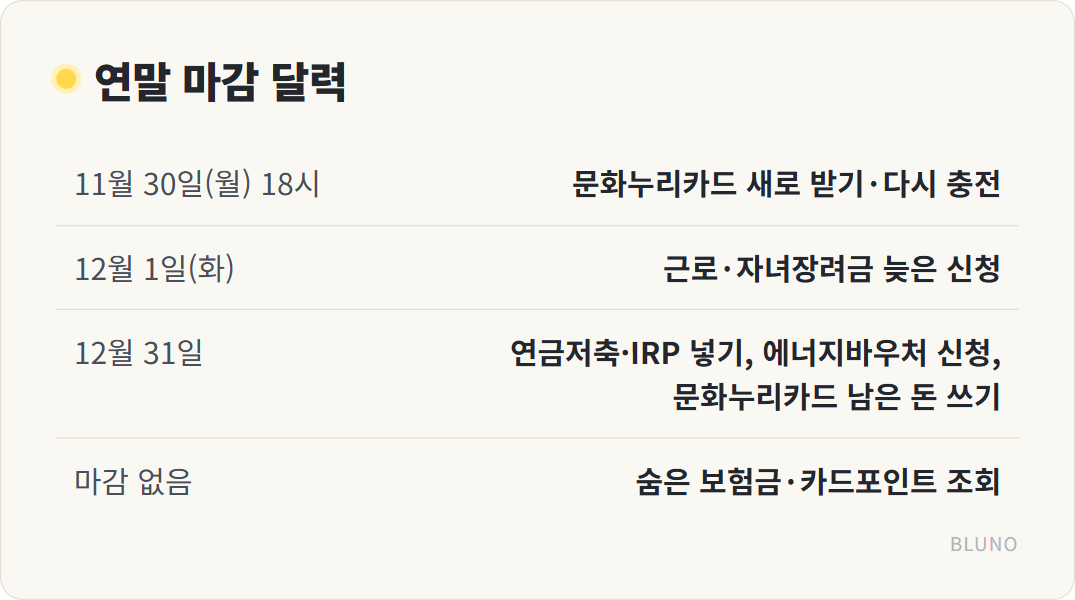 연말 마감 달력
11월 30일(월) 18시
문화누리카드 새로 받기·다시 충전
12월 1일(화)
근로·자녀장려금 늦은 신청
12월 31일
연금저축·IRP 넣기, 에너지바우처 신청,
문화누리카드 남은 돈 쓰기
마감 없음
숨은 보험금·카드포인트 조회
BLUNO